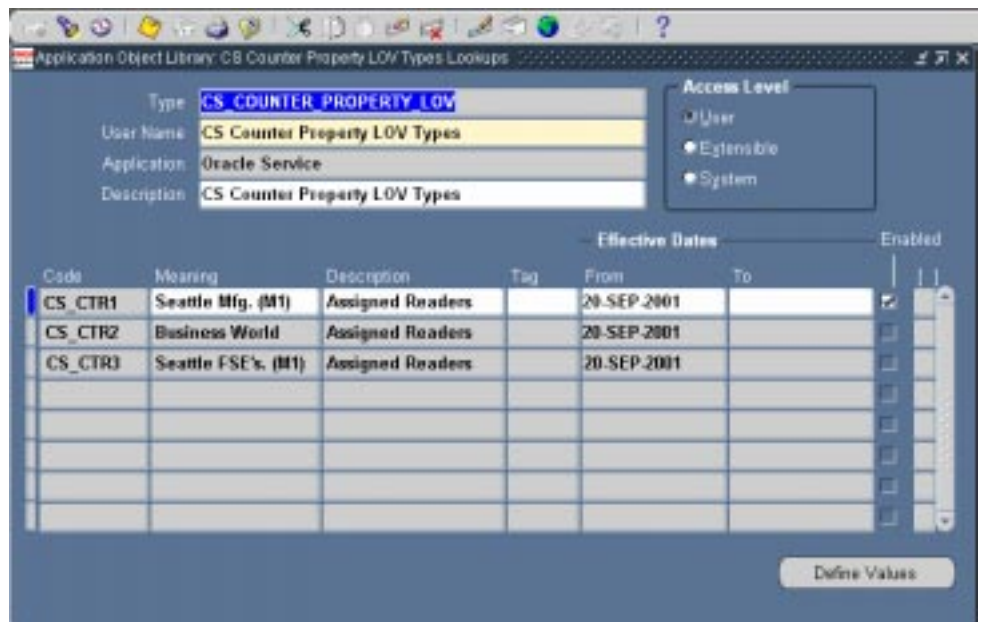 Application Object Library: CB Counter Property LOV Types Lookups
Type CS_COUNTER_PROPERTY_LOV
User Name CS Counter Property LOV Types
Application Oracle Service
Description CS Counter Property LOV Types
Access Level
User
Extensible
System
Effective Dates Enabled
Code Meaning Description Tag From To [ ]
CS_CTR1 Seattle Mfg. (M1) Assigned Readers 20-SEP-2001
CS_CTR2 Business World Assigned Readers 20-SEP-2001
CS_CTR3 Seattle FSE's. (M1) Assigned Readers 20-SEP-2001
Define Values